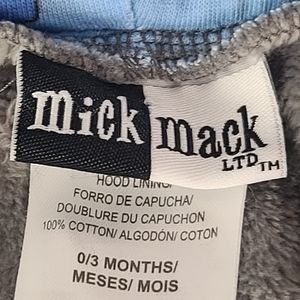 mick mack
LTD TM
HOOD LINING/
FORRO DE CAPUCHA/
DOUBLURE DU CAPUCHON
100% COTTON/ ALGODÓN/ COTON
0/3 MONTHS/
MESES/ MOIS